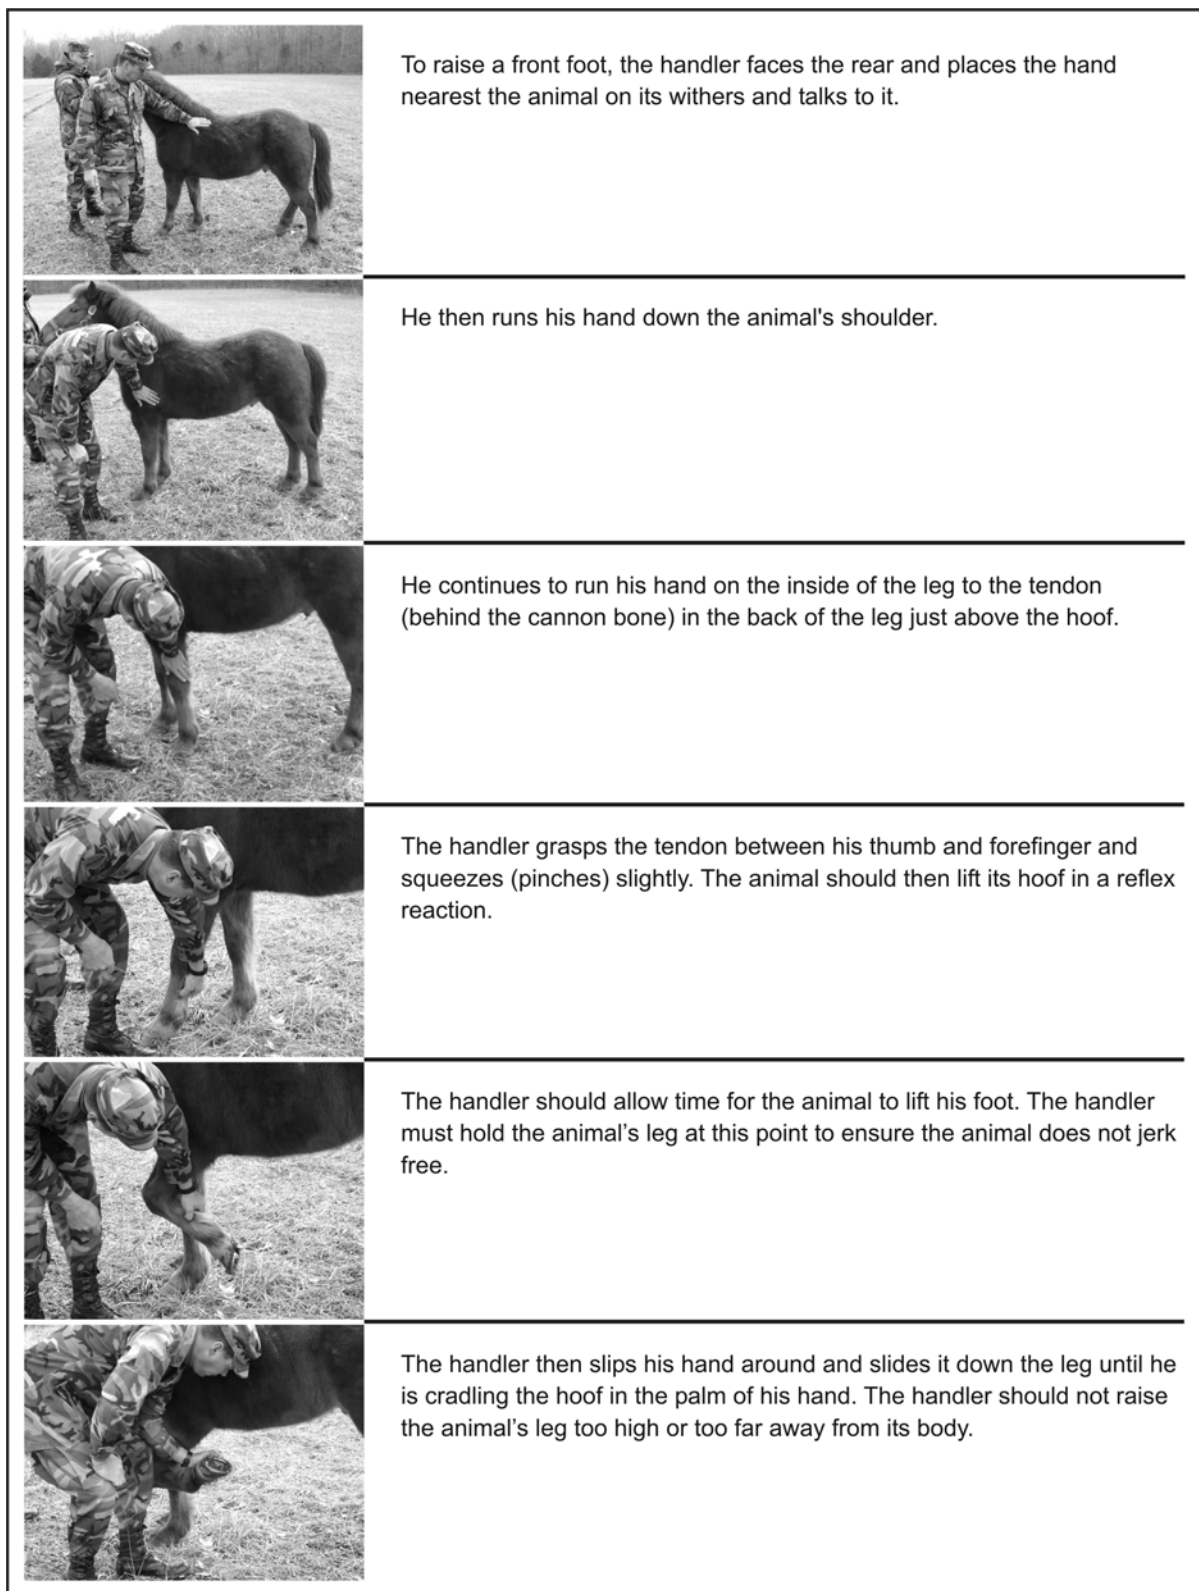 To raise a front foot, the handler faces the rear and places the hand
nearest the animal on its withers and talks to it.
He then runs his hand down the animal's shoulder.
He continues to run his hand on the inside of the leg to the tendon
(behind the cannon bone) in the back of the leg just above the hoof.
The handler grasps the tendon between his thumb and forefinger and
squeezes (pinches) slightly. The animal should then lift its hoof in a reflex
reaction.
The handler should allow time for the animal to lift his foot. The handler
must hold the animal’s leg at this point to ensure the animal does not jerk
free.
The handler then slips his hand around and slides it down the leg until he
is cradling the hoof in the palm of his hand. The handler should not raise
the animal’s leg too high or too far away from its body.